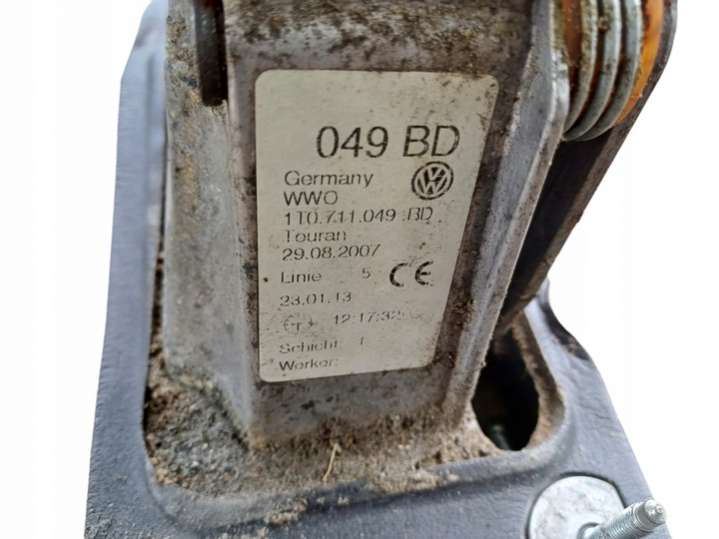 049 BD
Germany
WWO
1T0.711.049 .BD
Touran
29.08.2007
Linie 5 CE
23.01.13
12:17:32
Schicht: 1
Werker: